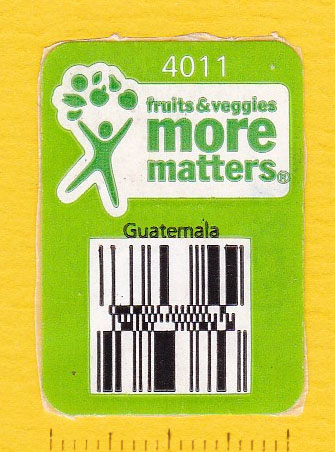 4011
fruits & veggies
more
matters®
Guatemala